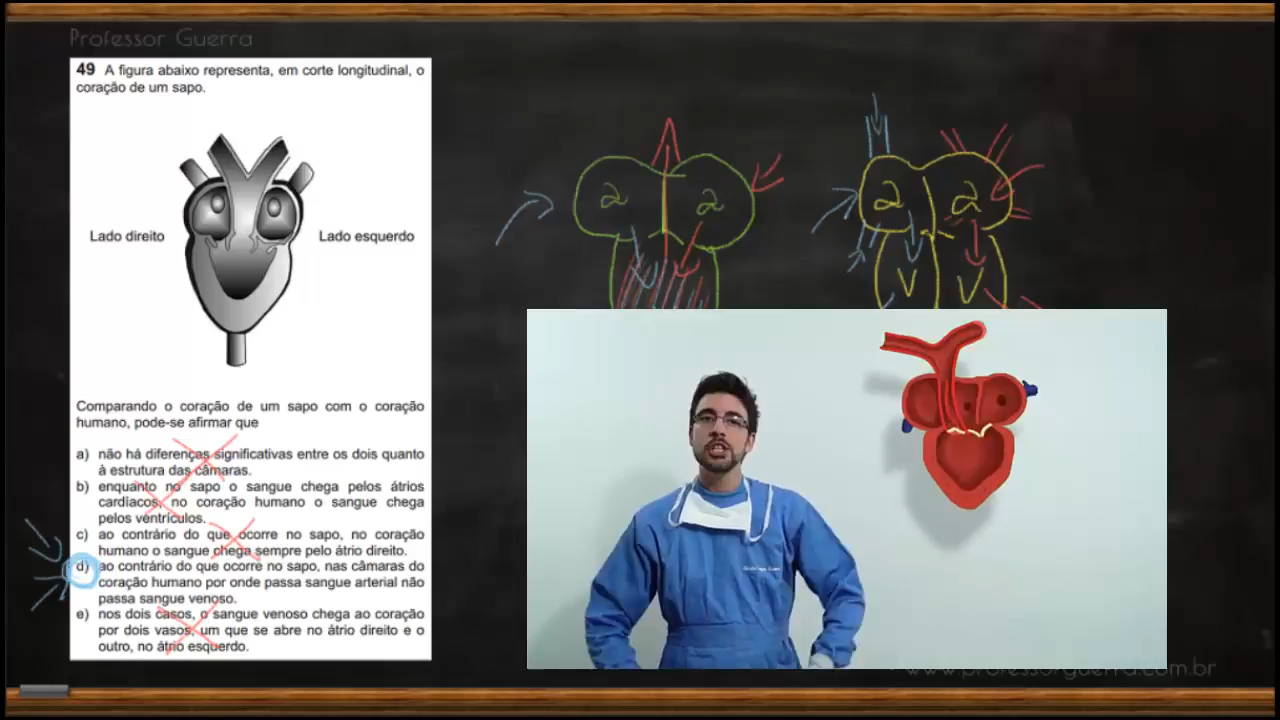 Professor Guerra
49 A figura abaixo representa, em corte longitudinal, o
coração de um sapo.
Lado direito
Lado esquerdo
Comparando o coração de um sapo com o coração
humano, pode-se afirmar que
a) não há diferenças significativas entre os dois quanto
à estrutura das câmaras.
b) enquanto no sapo o sangue chega pelos átrios
cardíacos, no coração humano o sangue chega
pelos ventrículos.
c) ao contrário do que ocorre no sapo, no coração
humano o sangue chega sempre pelo átrio direito.
d) ao contrário do que ocorre no sapo, nas câmaras do
coração humano por onde passa sangue arterial não
passa sangue venoso.
e) nos dois casos, o sangue venoso chega ao coração
por dois vasos, um que se abre no átrio direito e o
outro, no átrio esquerdo.
a a
a a
V V
www.professorguerra.com.br